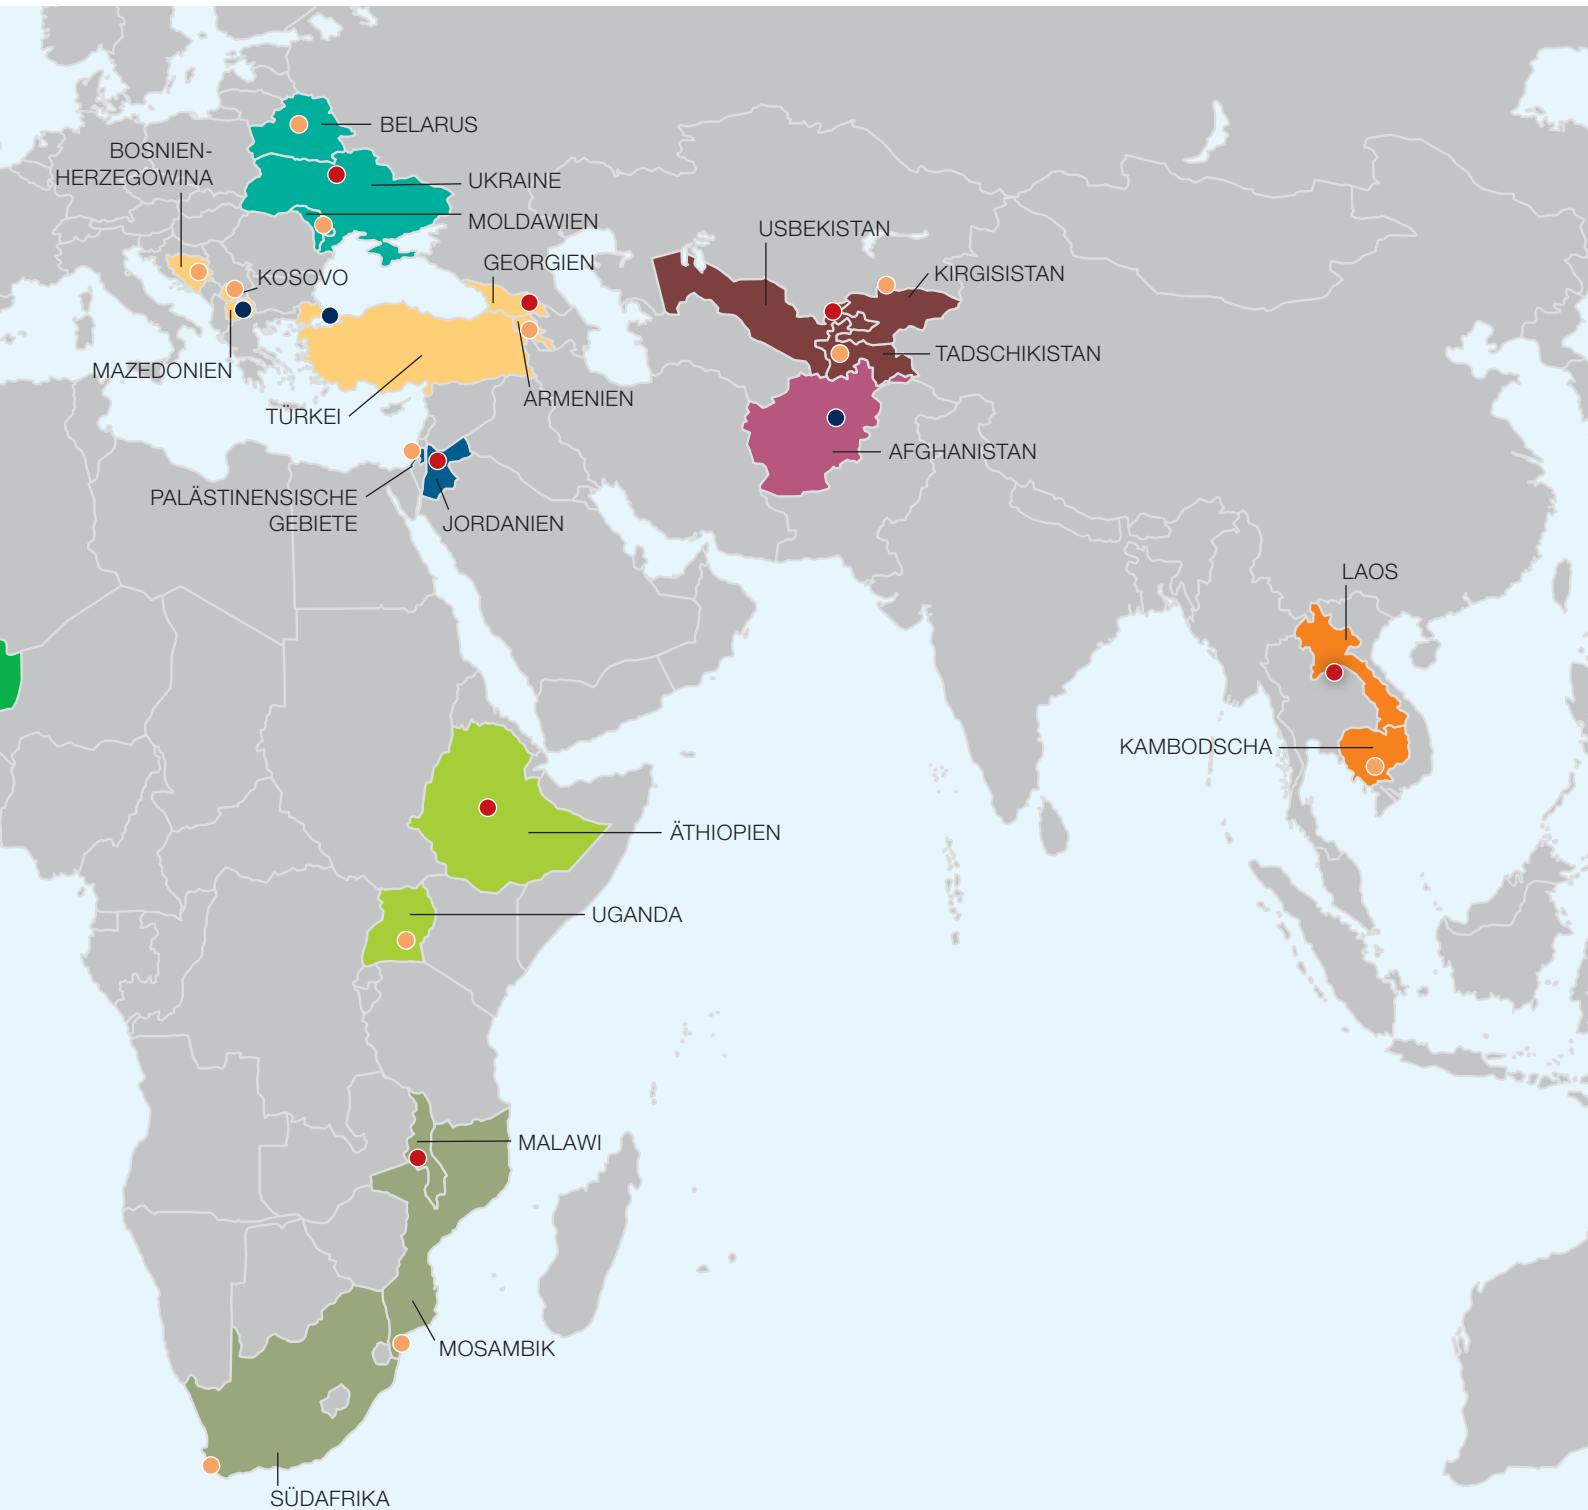 BELARUS
BOSNIEN-
HERZEGOWINA
UKRAINE
MOLDAWIEN
USBEKISTAN
GEORGIEN
KIRGISISTAN
KOSOVO
TADSCHIKISTAN
MAZEDONIEN
ARMENIEN
TÜRKEI
AFGHANISTAN
PALÄSTINENSISCHE
GEBIETE
JORDANIEN
LAOS
KAMBODSCHA
ÄTHIOPIEN
UGANDA
MALAWI
MOSAMBIK
SÜDAFRIKA